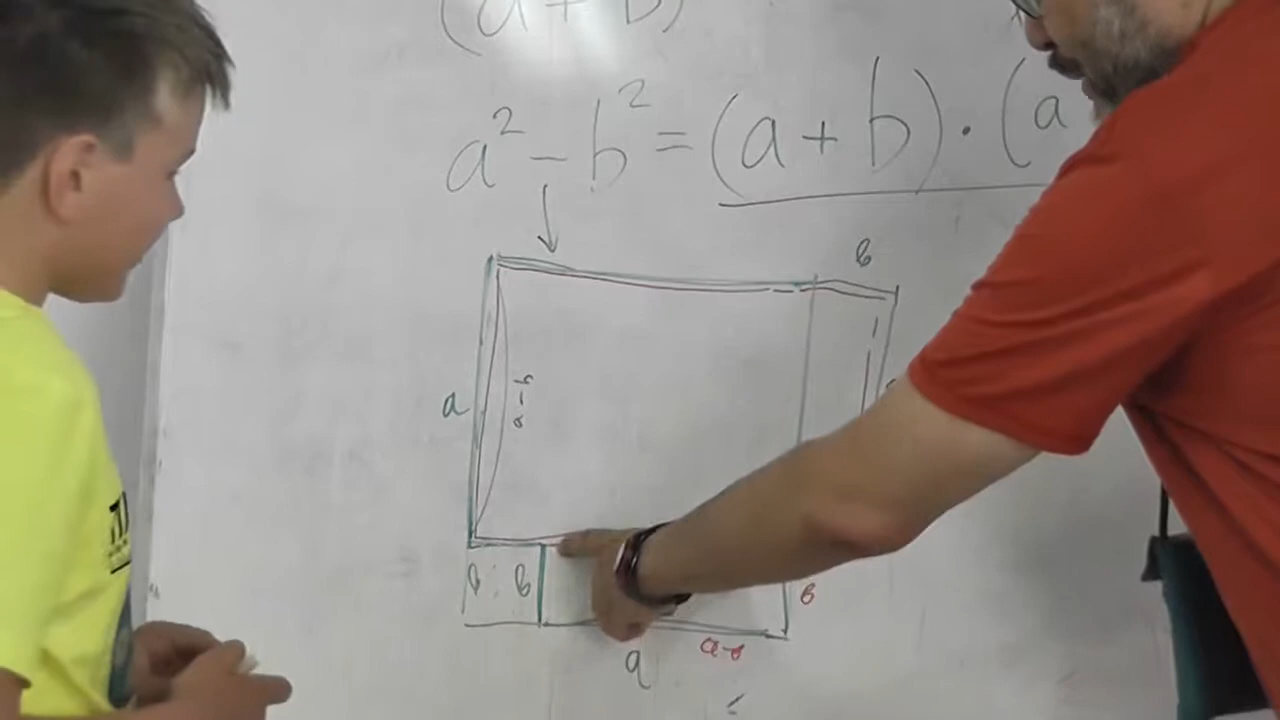 (a + b)
a² - b² = (a + b) · (a
b
a
a - b
b
b
b
a - b
a